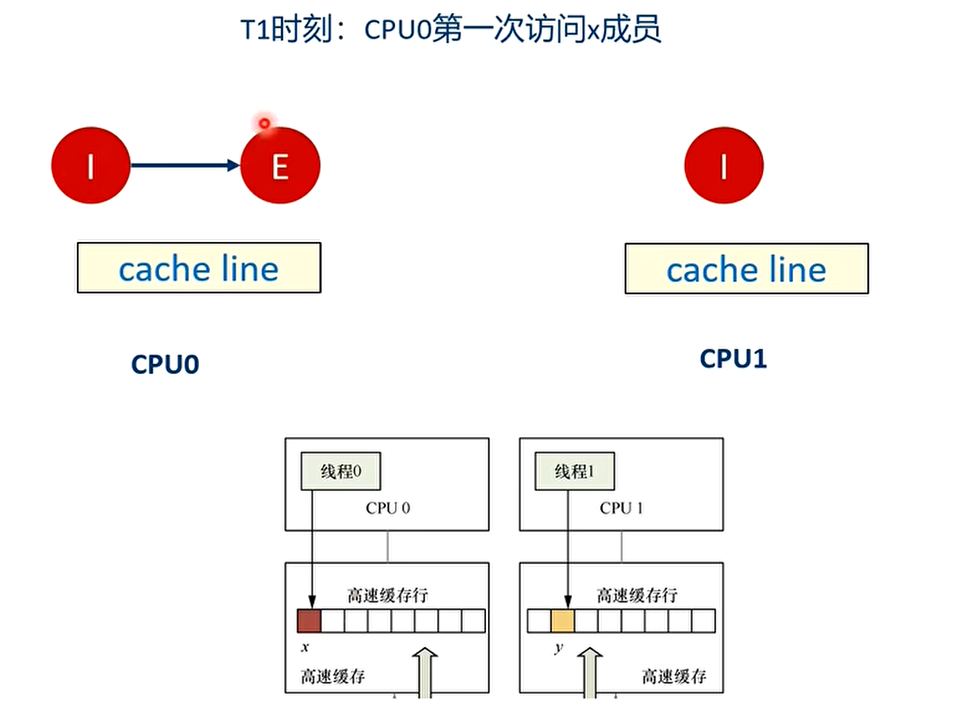 T1时刻：CPU0第一次访问x成员
I
E
I
cache line
cache line
CPU0
CPU1
线程0
线程1
CPU 0
CPU 1
高速缓存行
高速缓存行
x
y
高速缓存
高速缓存